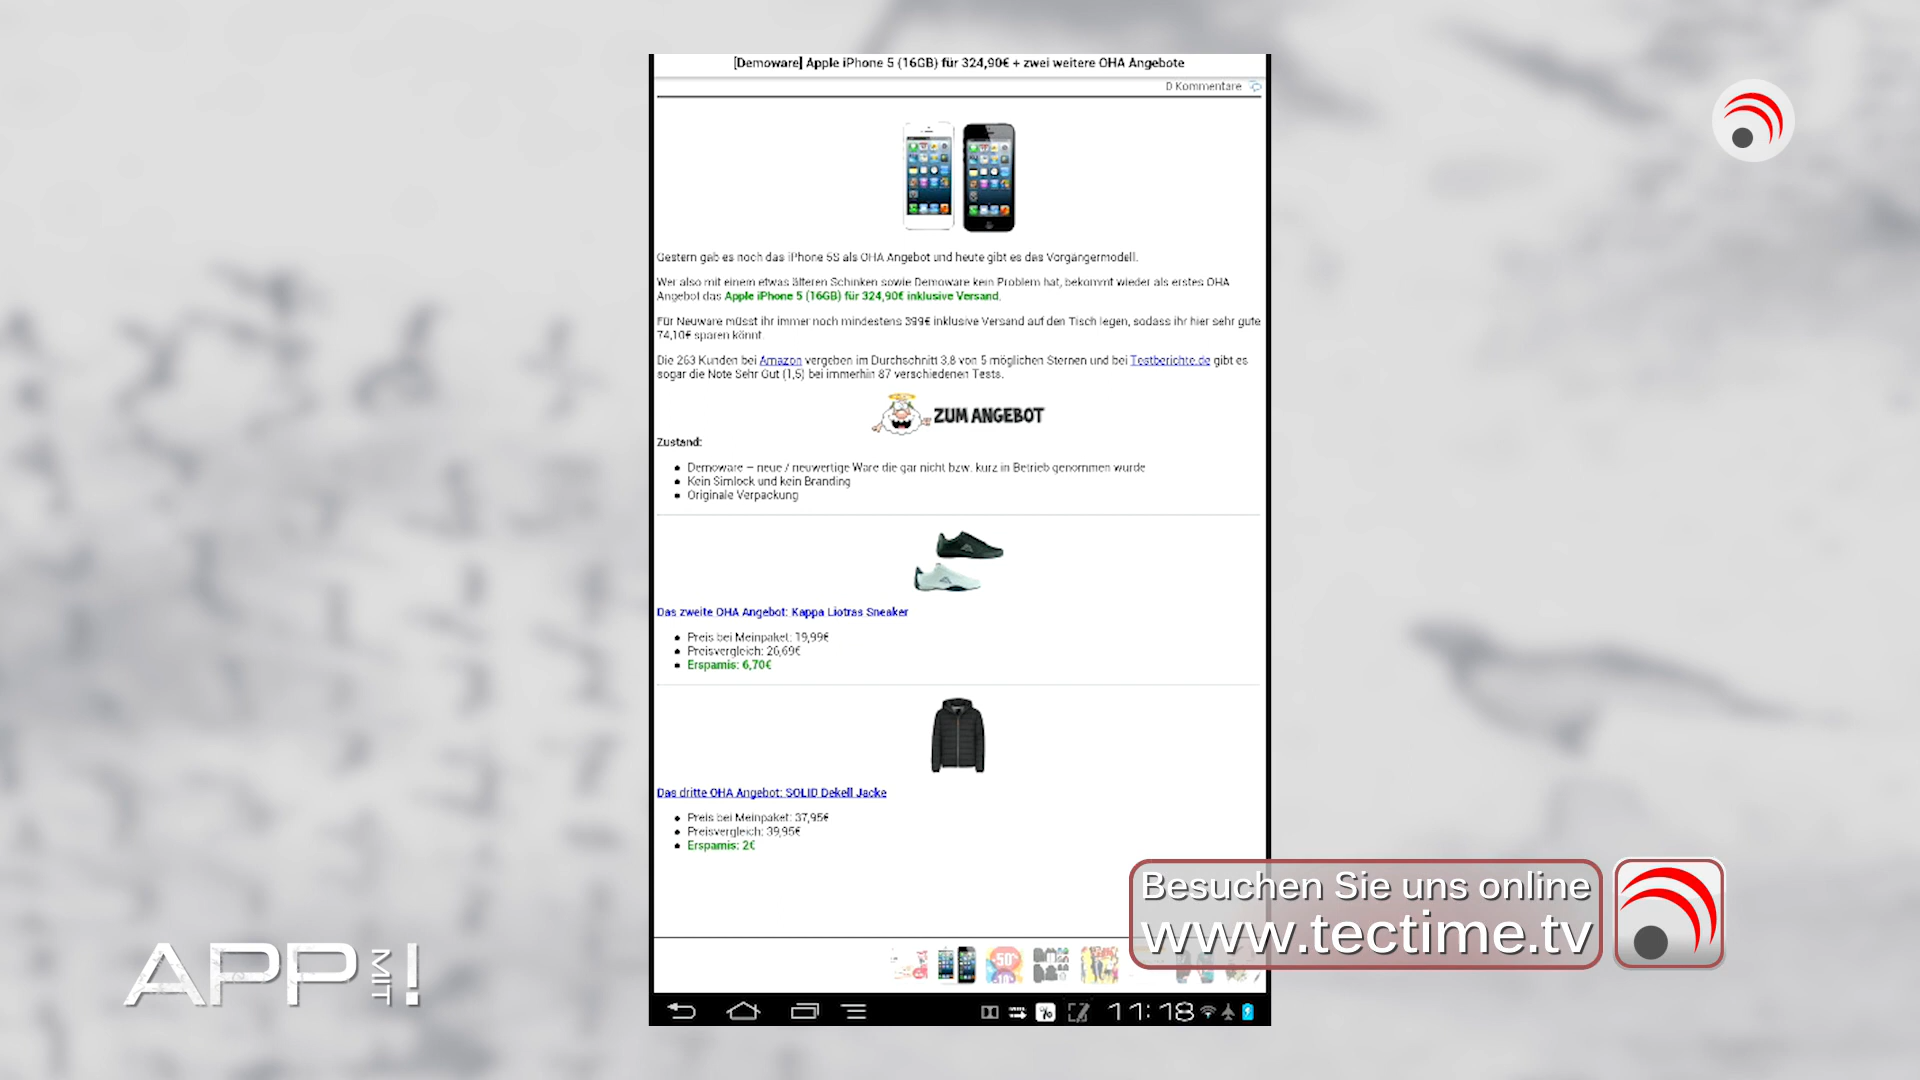 [Demoware] Apple iPhone 5 (16GB) für 324,90€ + zwei weitere OHA Angebote
0 Kommentare
Gestern gab es noch das iPhone 5S als OHA Angebot und heute gibt es das Vorgängermodell.
Wer also mit einem etwas älteren Schinken sowie Demoware kein Problem hat, bekommt wieder als erstes OHA
Angebot das Apple iPhone 5 (16GB) für 324,90€ inklusive Versand.
Für Neuware müsst ihr immer noch mindestens 399€ inklusive Versand auf den Tisch legen, sodass ihr hier sehr gute
74,10€ sparen könnt.
Die 263 Kunden bei Amazon vergeben im Durchschnitt 3,8 von 5 möglichen Sternen und bei Testberichte.de gibt es
sogar die Note Sehr Gut (1,5) bei immerhin 87 verschiedenen Tests.
ZUM ANGEBOT
Zustand:
Demoware – neue / neuwertige Ware die gar nicht bzw. kurz in Betrieb genommen wurde
Kein Simlock und kein Branding
Originale Verpackung
Das zweite OHA Angebot: Kappa Liotras Sneaker
Preis bei Meinpaket: 19,99€
Preisvergleich: 26,69€
Ersparnis: 6,70€
Das dritte OHA Angebot: SOLID Dekell Jacke
Preis bei Meinpaket: 37,95€
Preisvergleich: 39,95€
Ersparnis: 2€
Besuchen Sie uns online
www.tectime.tv
APP MIT !
-50%
11:18